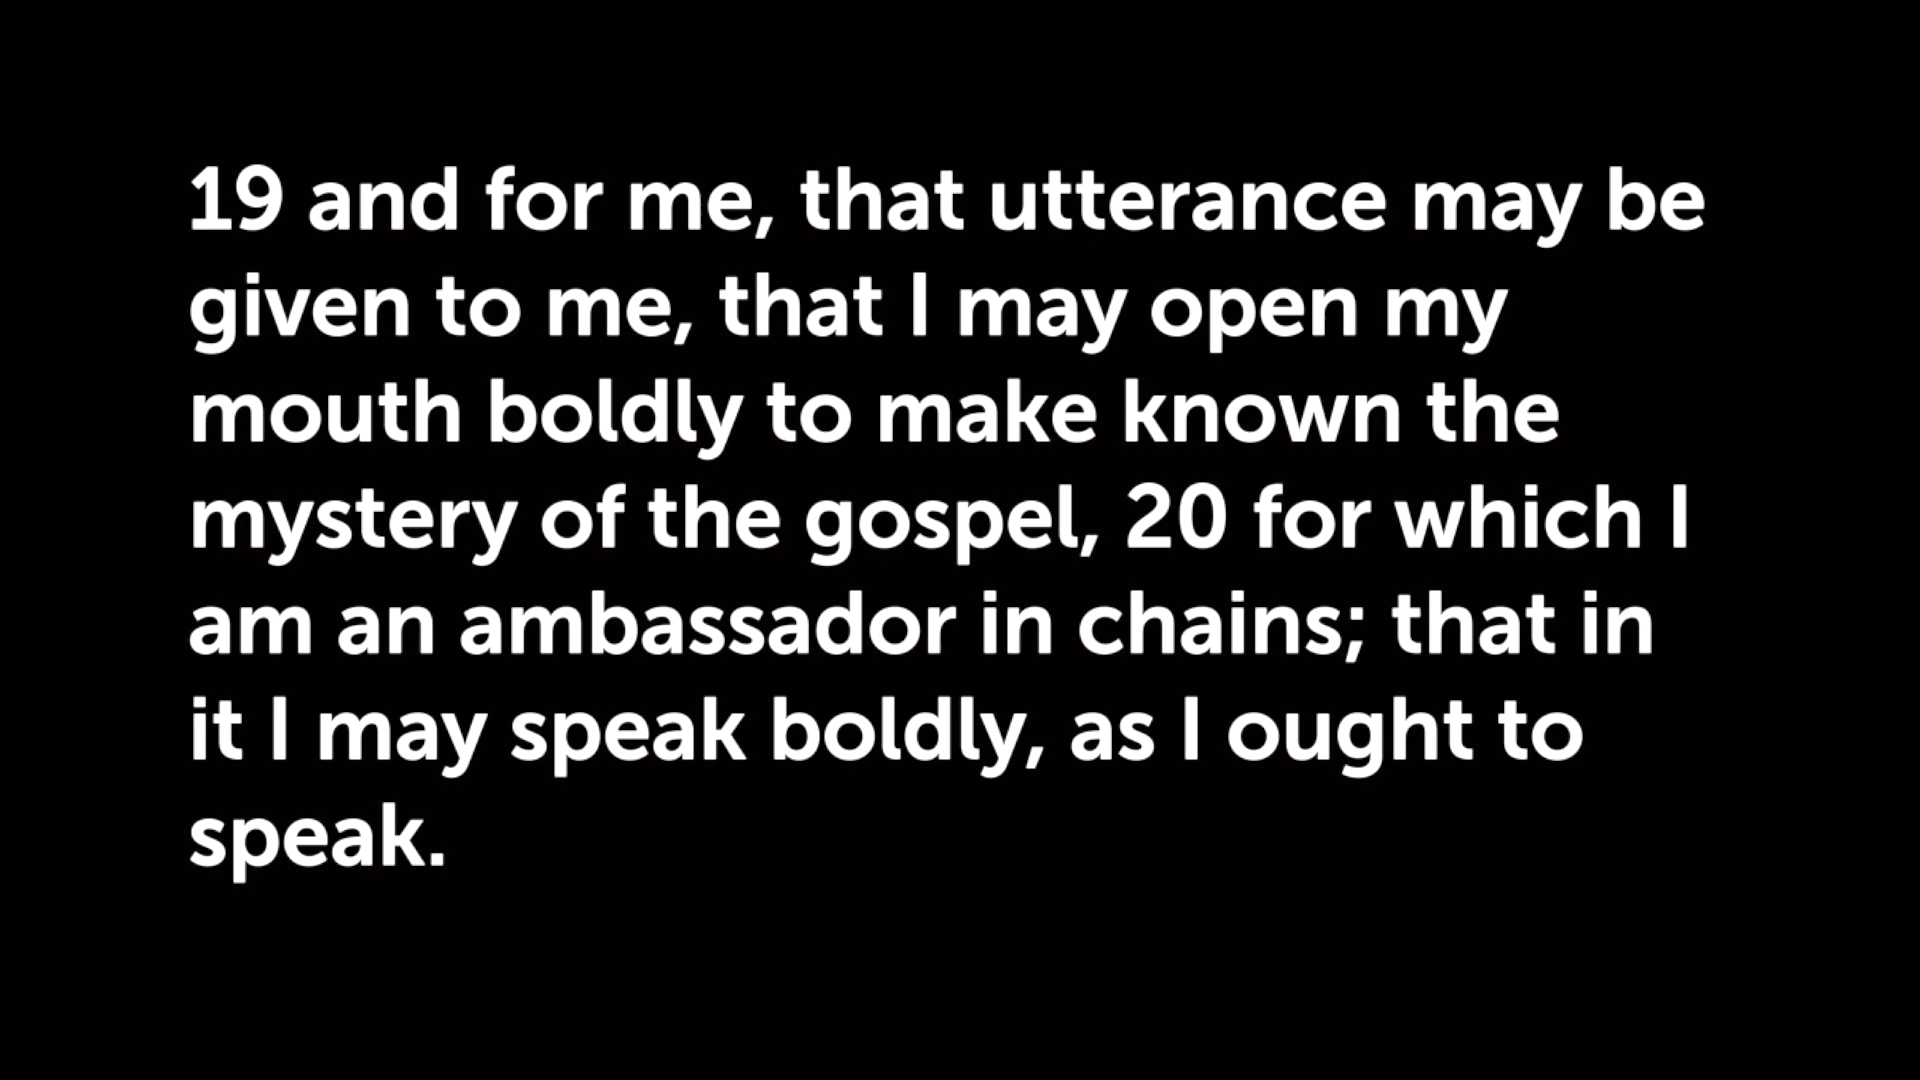 19 and for me, that utterance may be
given to me, that I may open my
mouth boldly to make known the
mystery of the gospel, 20 for which I
am an ambassador in chains; that in
it I may speak boldly, as I ought to
speak.